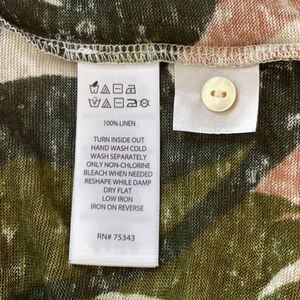 100% LINEN
TURN INSIDE OUT
HAND WASH COLD
WASH SEPARATELY
ONLY NON-CHLORINE
BLEACH WHEN NEEDED
RESHAPE WHILE DAMP
DRY FLAT
LOW IRON
IRON ON REVERSE
RN# 75343